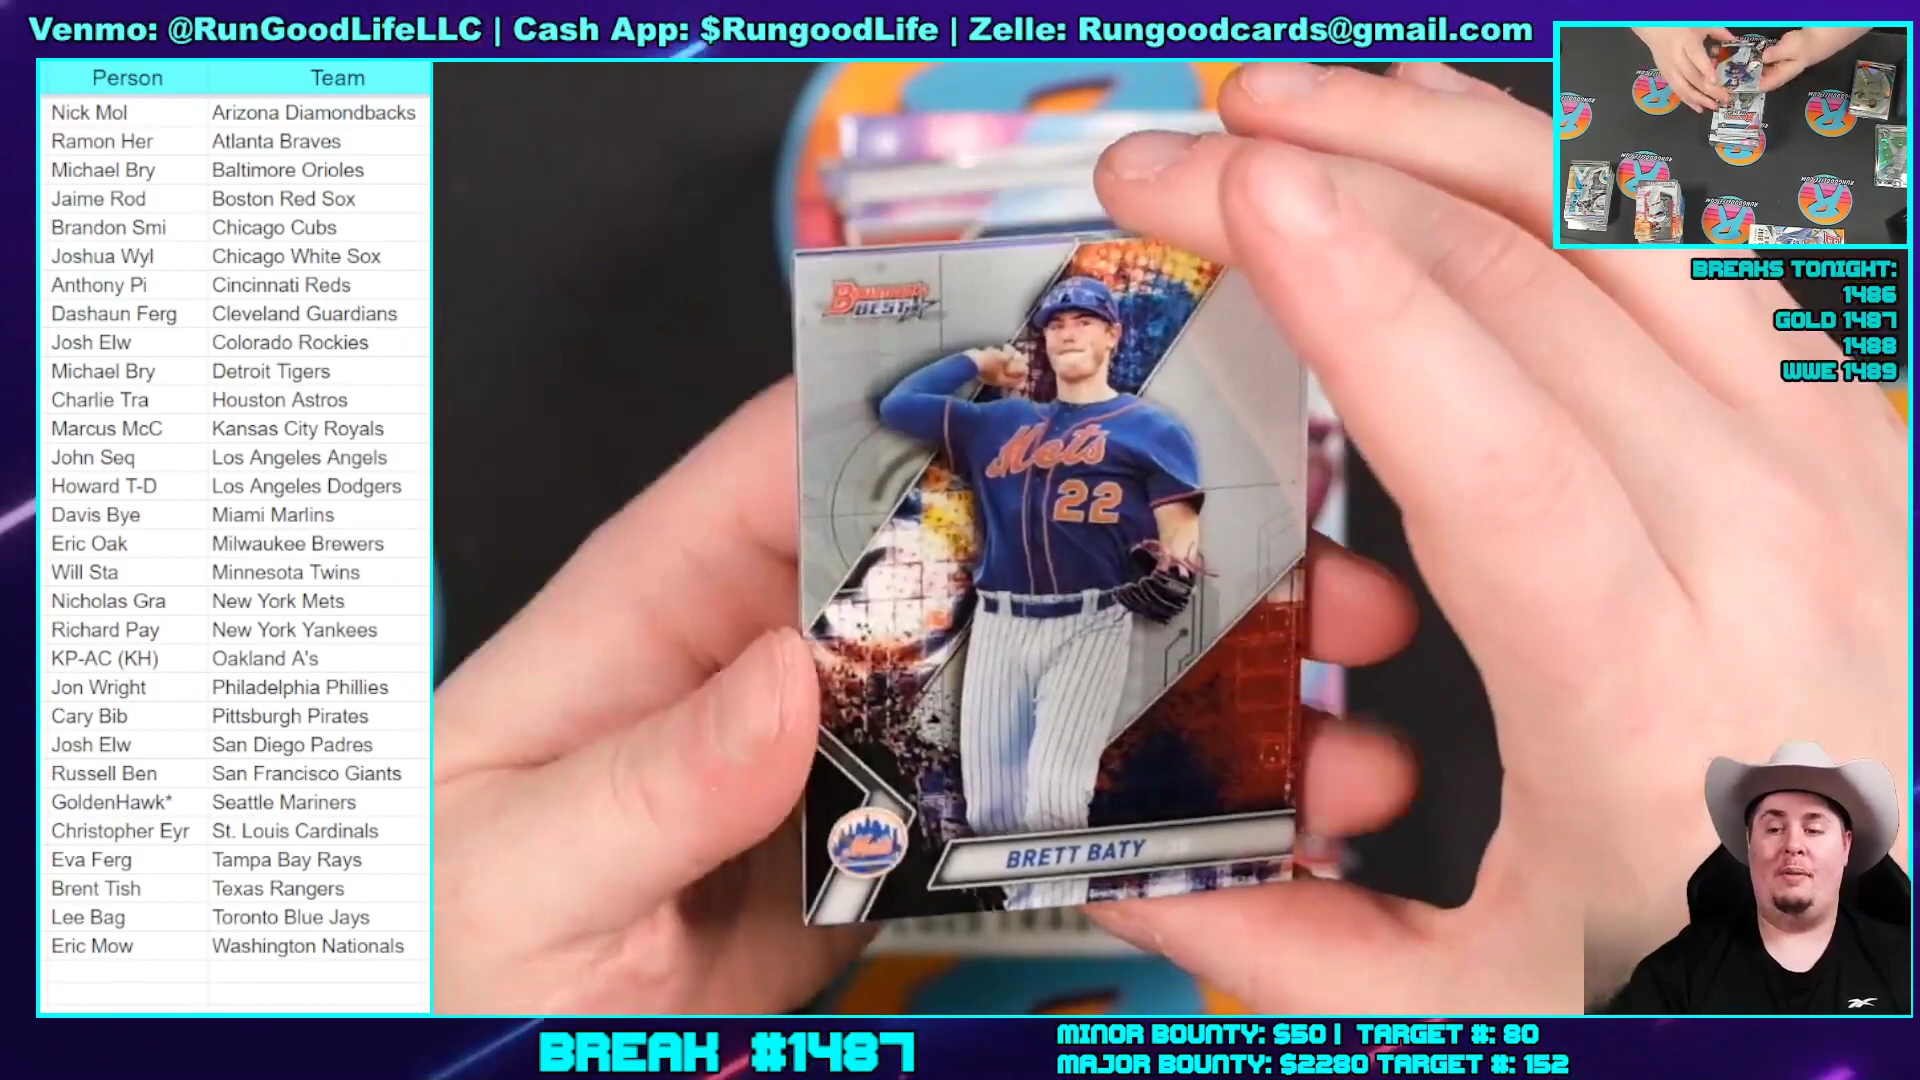 Venmo: @RunGoodLifeLLC | Cash App: $RungoodLife | Zelle: Rungoodcards@gmail.com
Person Team
Nick Mol Arizona Diamondbacks
Ramon Her Atlanta Braves
Michael Bry Baltimore Orioles
Jaime Rod Boston Red Sox
Brandon Smi Chicago Cubs
Joshua Wyl Chicago White Sox
Anthony Pi Cincinnati Reds
Dashaun Ferg Cleveland Guardians
Josh Elw Colorado Rockies
Michael Bry Detroit Tigers
Charlie Tra Houston Astros
Marcus McC Kansas City Royals
John Seq Los Angeles Angels
Howard T-D Los Angeles Dodgers
Davis Bye Miami Marlins
Eric Oak Milwaukee Brewers
Will Sta Minnesota Twins
Nicholas Gra New York Mets
Richard Pay New York Yankees
KP-AC (KH) Oakland A's
Jon Wright Philadelphia Phillies
Cary Bib Pittsburgh Pirates
Josh Elw San Diego Padres
Russell Ben San Francisco Giants
GoldenHawk* Seattle Mariners
Christopher Eyr St. Louis Cardinals
Eva Ferg Tampa Bay Rays
Brent Tish Texas Rangers
Lee Bag Toronto Blue Jays
Eric Mow Washington Nationals
BOWMAN'S
BEST
Mets
22
Mets
BRETT BATY
BREAKS TONIGHT:
1486
GOLD 1487
1488
WWE 1489
BREAK #1487
MINOR BOUNTY: $50 | TARGET #: 80
MAJOR BOUNTY: $2280 TARGET #: 152